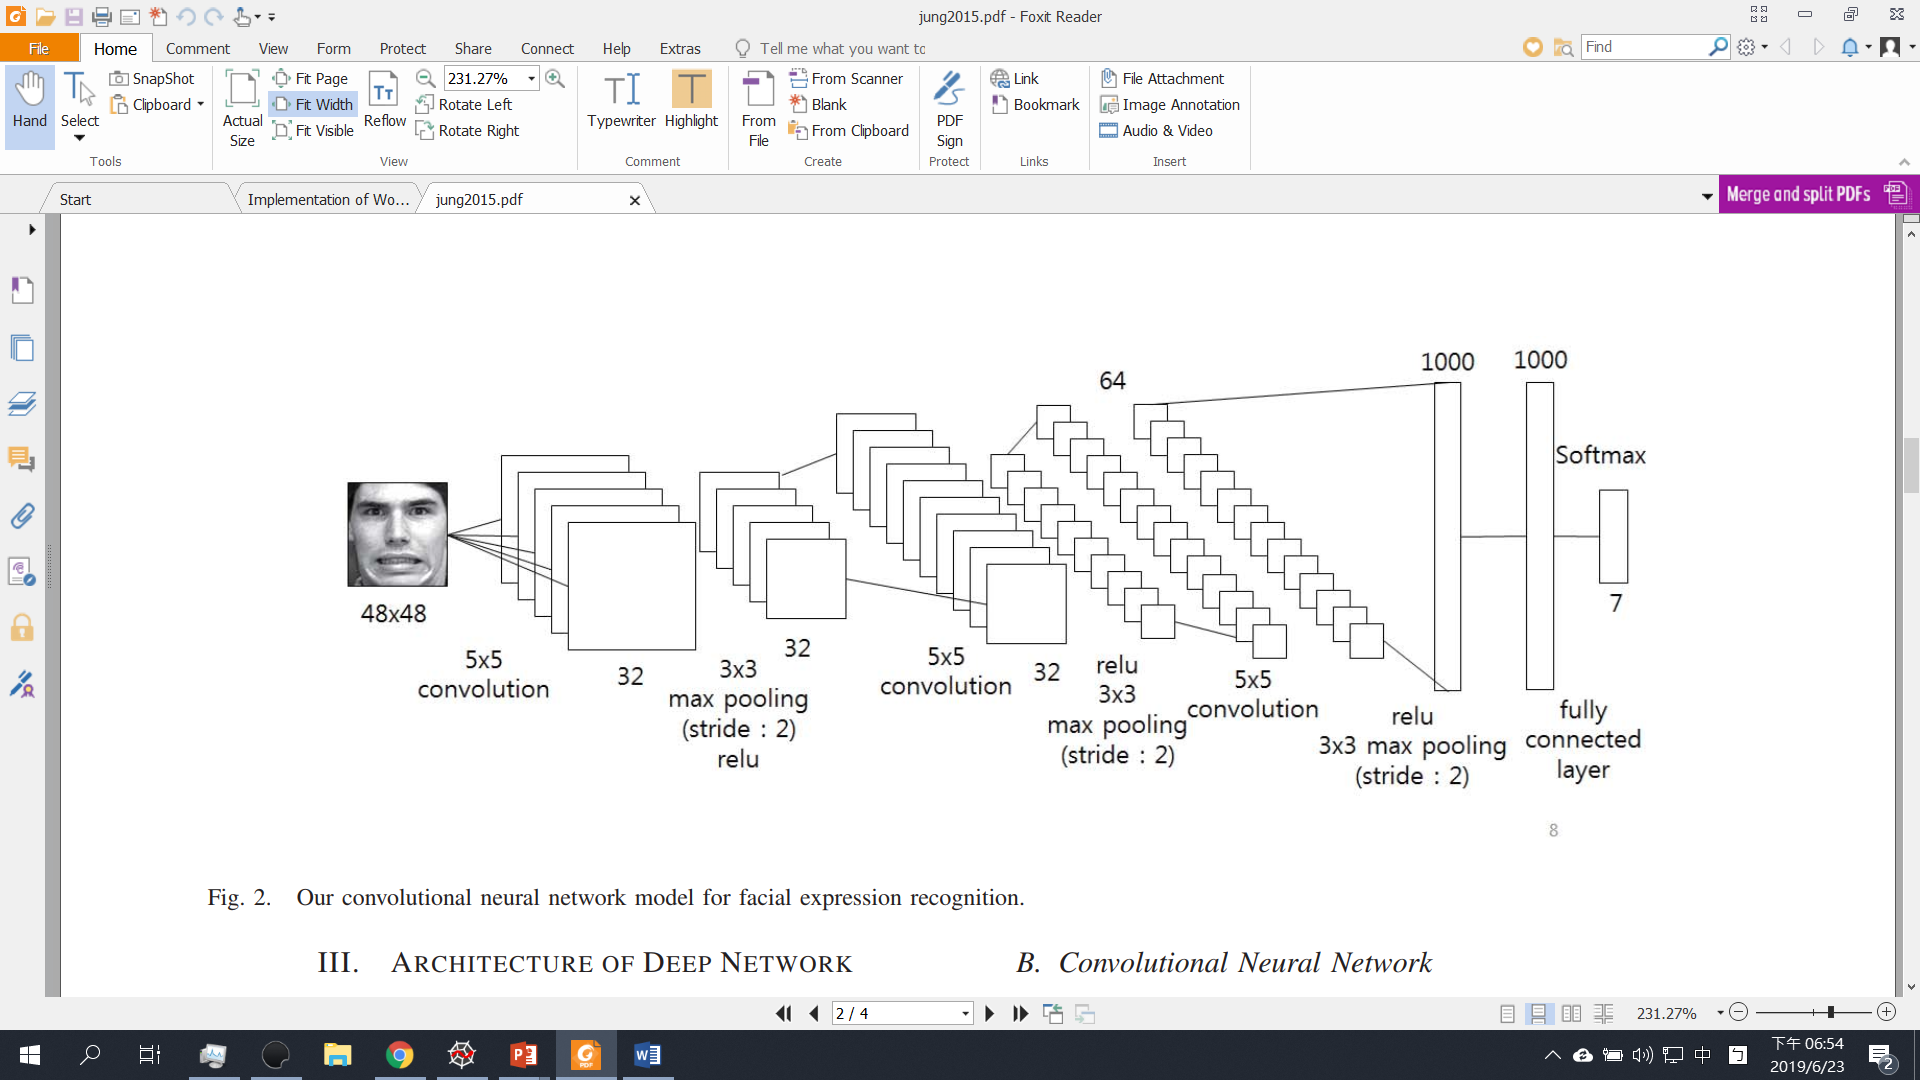 jung2015.pdf - Foxit Reader
File Home Comment View Form Protect Share Connect Help Extras Tell me what you want to Find
Hand
Select
SnapShot
Clipboard
Tools
Actual
Size
Fit Page
Fit Width
Fit Visible
Reflow
231.27%
Rotate Left
Rotate Right
View
Typewriter
Highlight
Comment
From
File
From Scanner
Blank
From Clipboard
Create
PDF
Sign
Protect
Link
Bookmark
Links
File Attachment
Image Annotation
Audio & Video
Insert
Start
Implementation of Wo...
jung2015.pdf
Merge and split PDFs
48x48
5x5
convolution
32
3x3
max pooling
(stride : 2)
relu
32
5x5
convolution
32
relu
3x3
max pooling
(stride : 2)
64
5x5
convolution
relu
3x3 max pooling
(stride : 2)
1000
1000
fully
connected
layer
Softmax
7
8
Fig. 2. Our convolutional neural network model for facial expression recognition.
III. ARCHITECTURE OF DEEP NETWORK
B. Convolutional Neural Network
2 / 4
231.27%
中
下午 06:54
2019/6/23
2